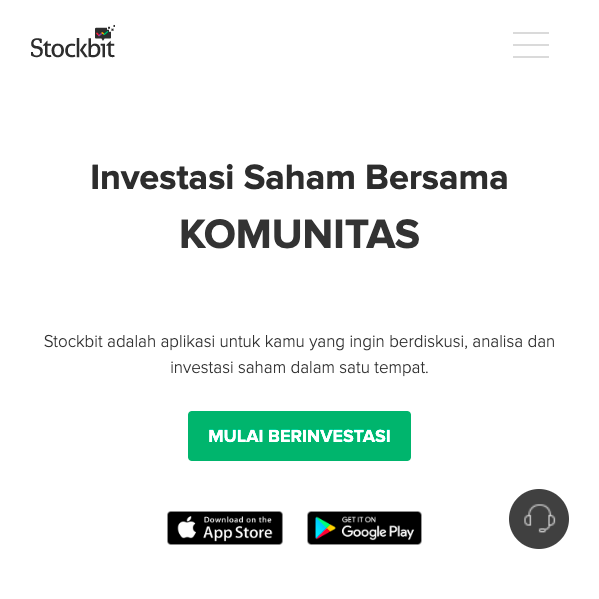 Stockbit
Investasi Saham Bersama
KOMUNITAS
Stockbit adalah aplikasi untuk kamu yang ingin berdiskusi, analisa dan
investasi saham dalam satu tempat.
MULAI BERINVESTASI
Download on the
App Store
GET IT ON
Google Play